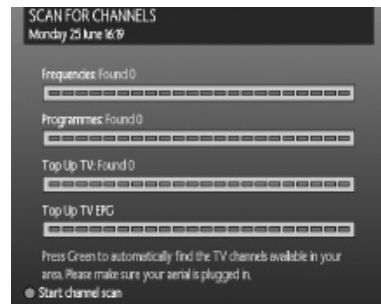 SCAN FOR CHANNELS
Monday 25 June 16:19
Frequencies: Found 0
Programmes: Found 0
Top Up TV: Found 0
Top Up TV EPG
Press Green to automatically find the TV channels available in your
area. Please make sure your aerial is plugged in.
Start channel scan